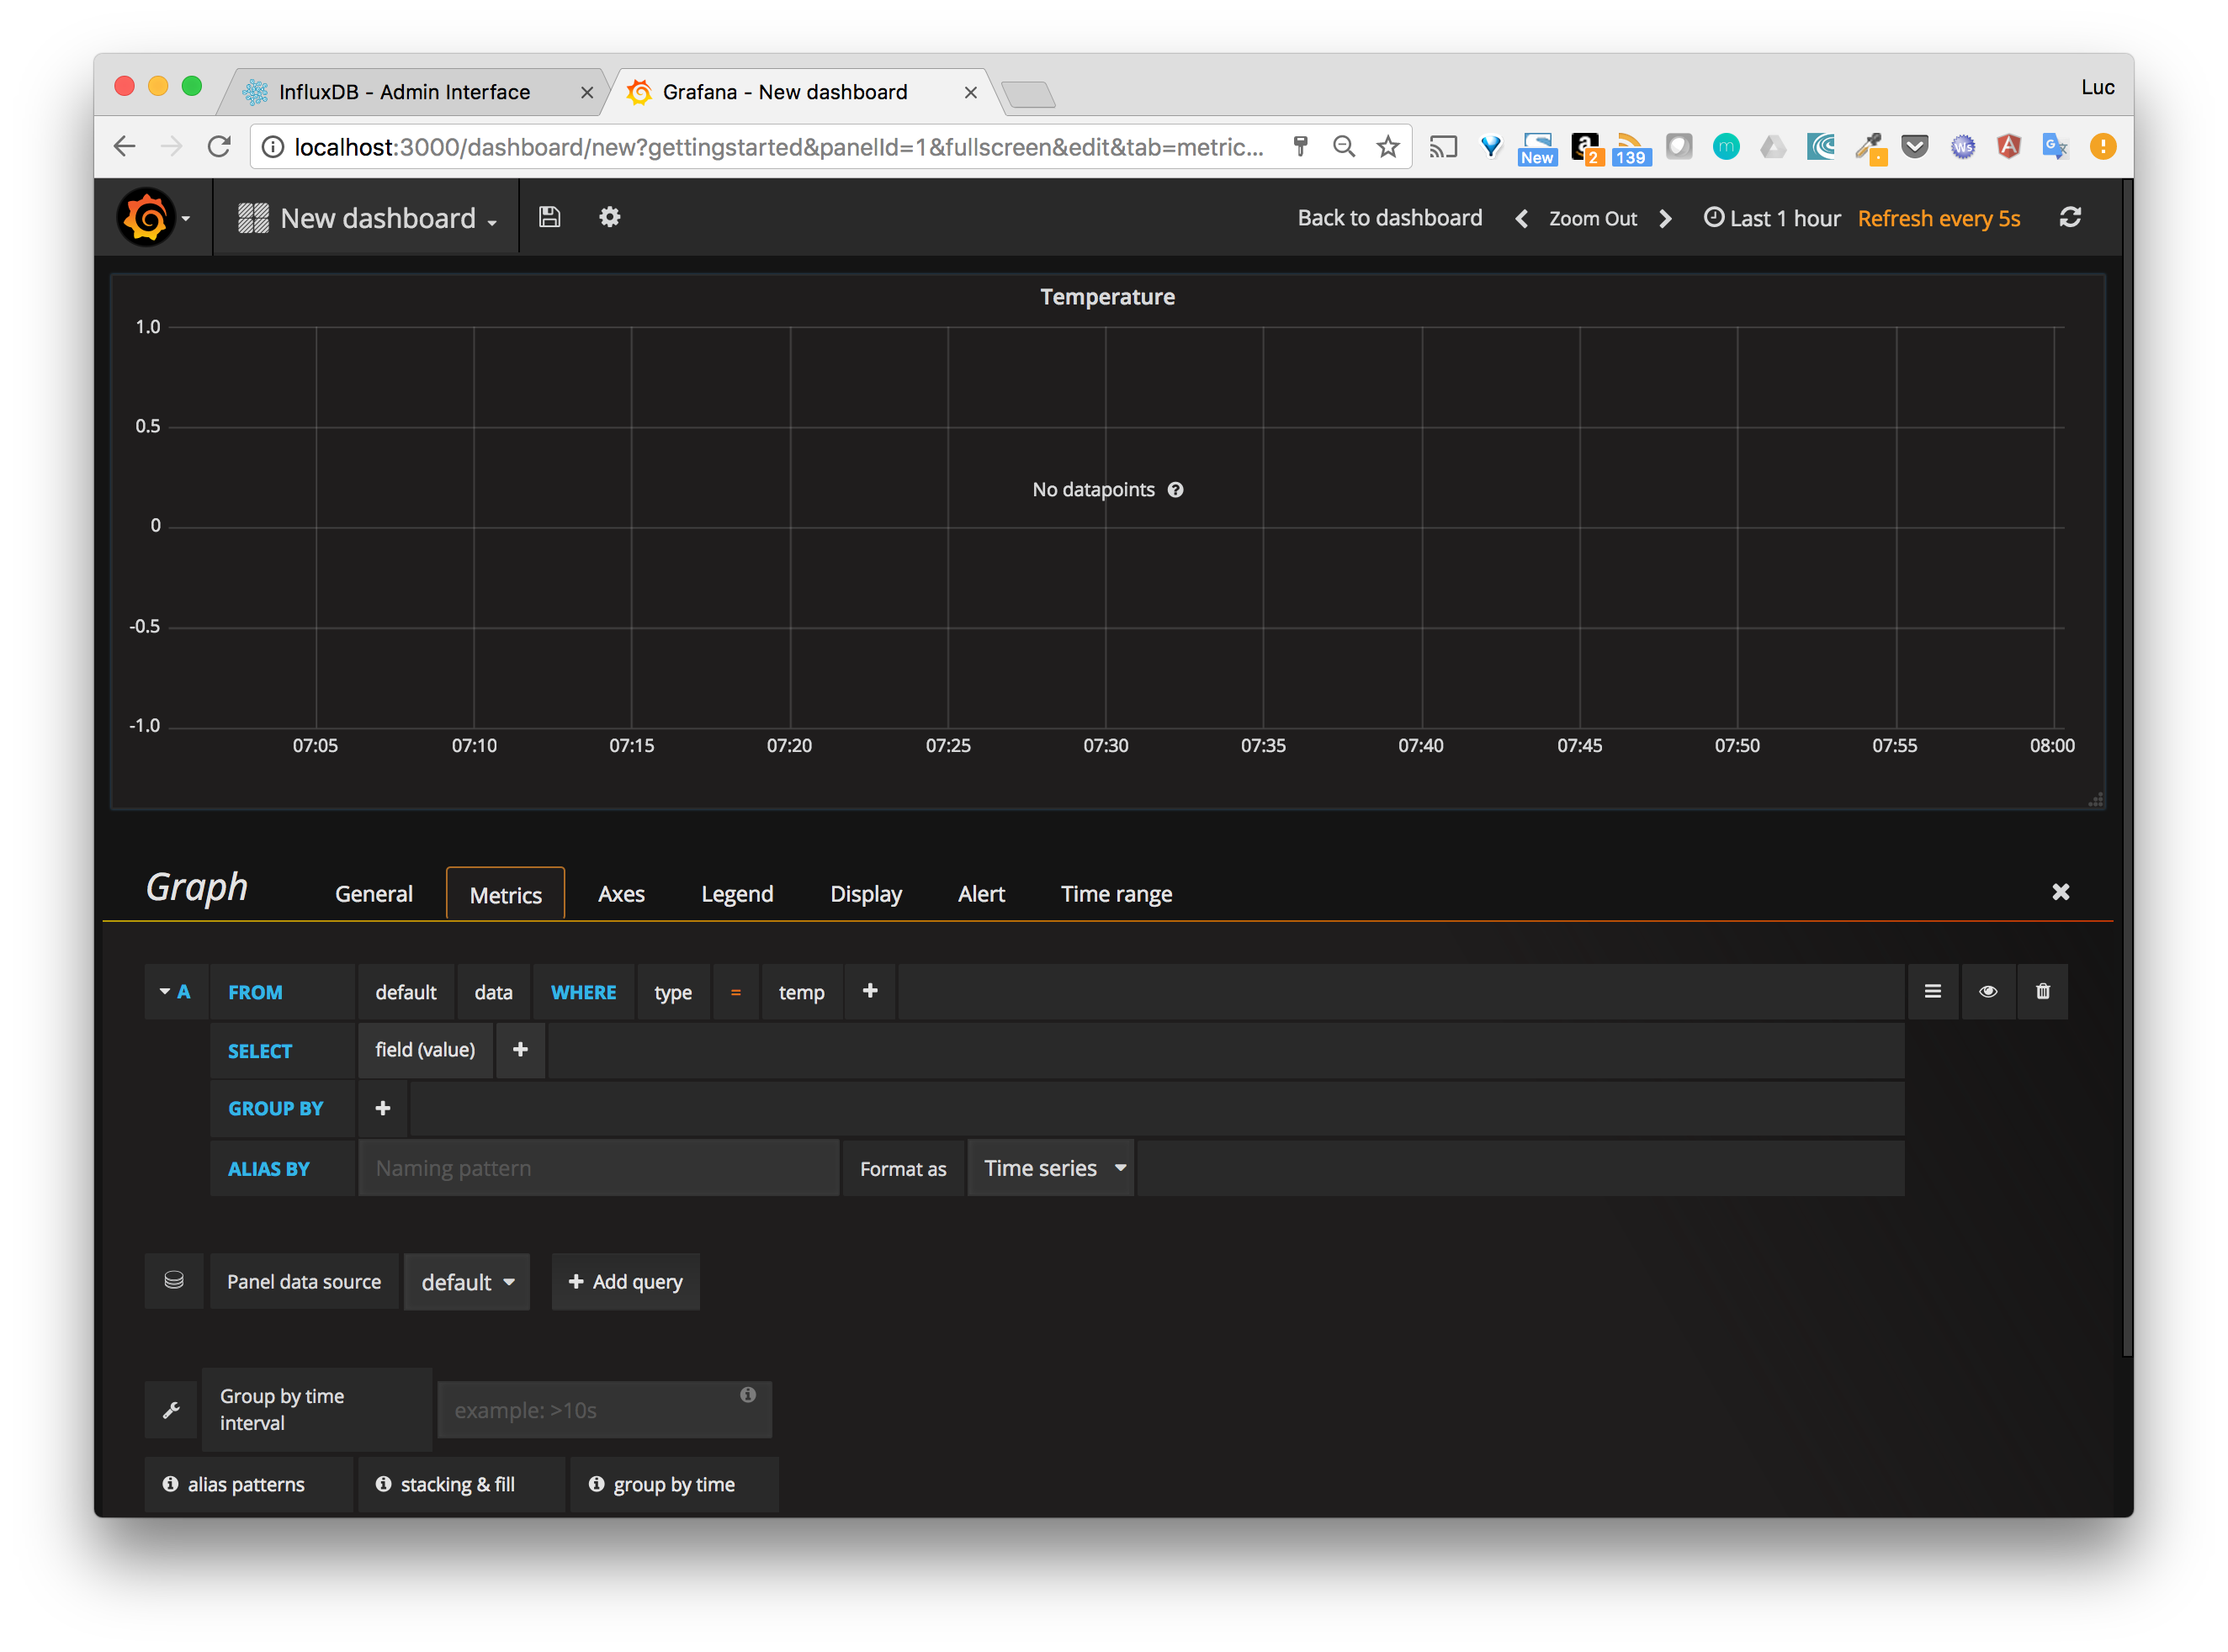 InfluxDB - Admin Interface
Grafana - New dashboard
Luc
localhost:3000/dashboard/new?gettingstarted&panelId=1&fullscreen&edit&tab=metric...
New
a
2
139
m
Ws
A
G
New dashboard
Back to dashboard
Zoom Out
Last 1 hour
Refresh every 5s
Temperature
1.0
0.5
0
-0.5
-1.0
No datapoints
07:05 07:10 07:15 07:20 07:25 07:30 07:35 07:40 07:45 07:50 07:55 08:00
Graph
General
Metrics
Axes
Legend
Display
Alert
Time range
A FROM default data WHERE type = temp +
SELECT field (value) +
GROUP BY +
ALIAS BY Naming pattern Format as Time series
Panel data source default + Add query
Group by time
interval
example: >10s
alias patterns
stacking & fill
group by time